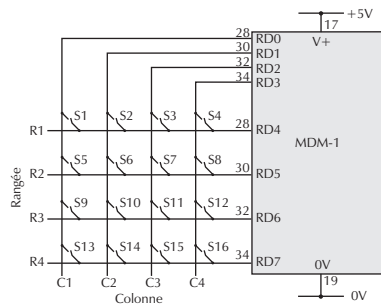 +5V
17
V+
28 RD0
30 RD1
32 RD2
34 RD3
S1 S2 S3 S4
R1 28 RD4
MDM-1
S5 S6 S7 S8
R2 30 RD5
Rangée
S9 S10 S11 S12
R3 32 RD6
S13 S14 S15 S16
R4 34 RD7
0V
19
C1 C2 C3 C4
0V
Colonne